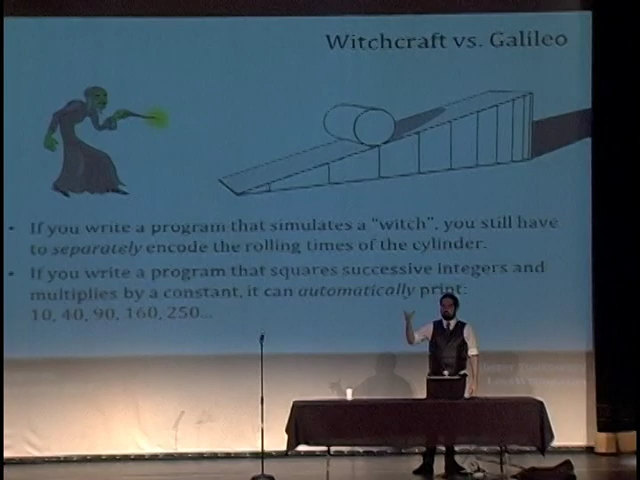 Witchcraft vs. Galileo
• If you write a program that simulates a "witch", you still have
to separately encode the rolling times of the cylinder.
• If you write a program that squares successive integers and
multiplies by a constant, it can automatically print:
10, 40, 90, 160, 250...